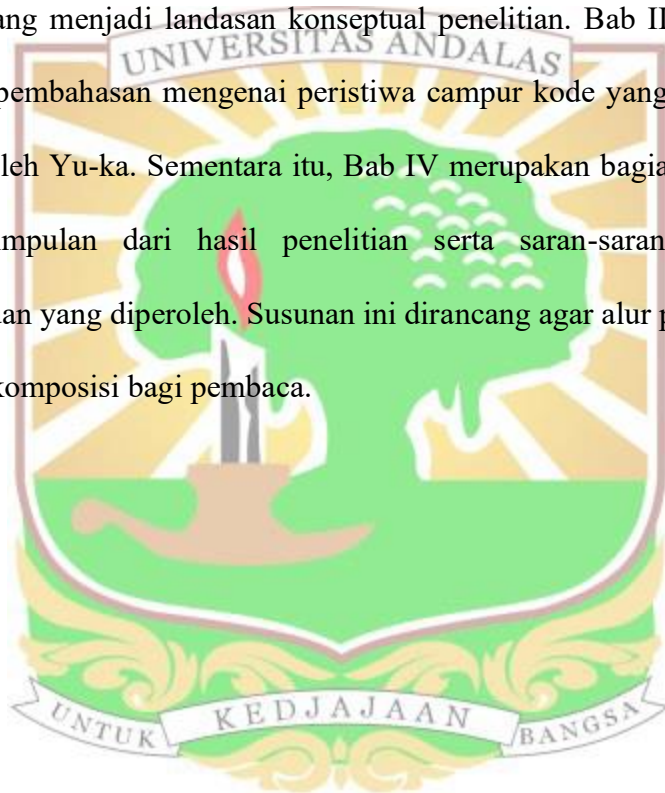 ang menjadi landasan konseptual penelitian. Bab II
UNIVERSITAS ANDALAS
pembahasan mengenai peristiwa campur kode yang
leh Yu-ka. Sementara itu, Bab IV merupakan bagia
impulan dari hasil penelitian serta saran-saran
an yang diperoleh. Susunan ini dirancang agar alur p
komposisi bagi pembaca.
UNTUK KEDJAJAAN BANGSA